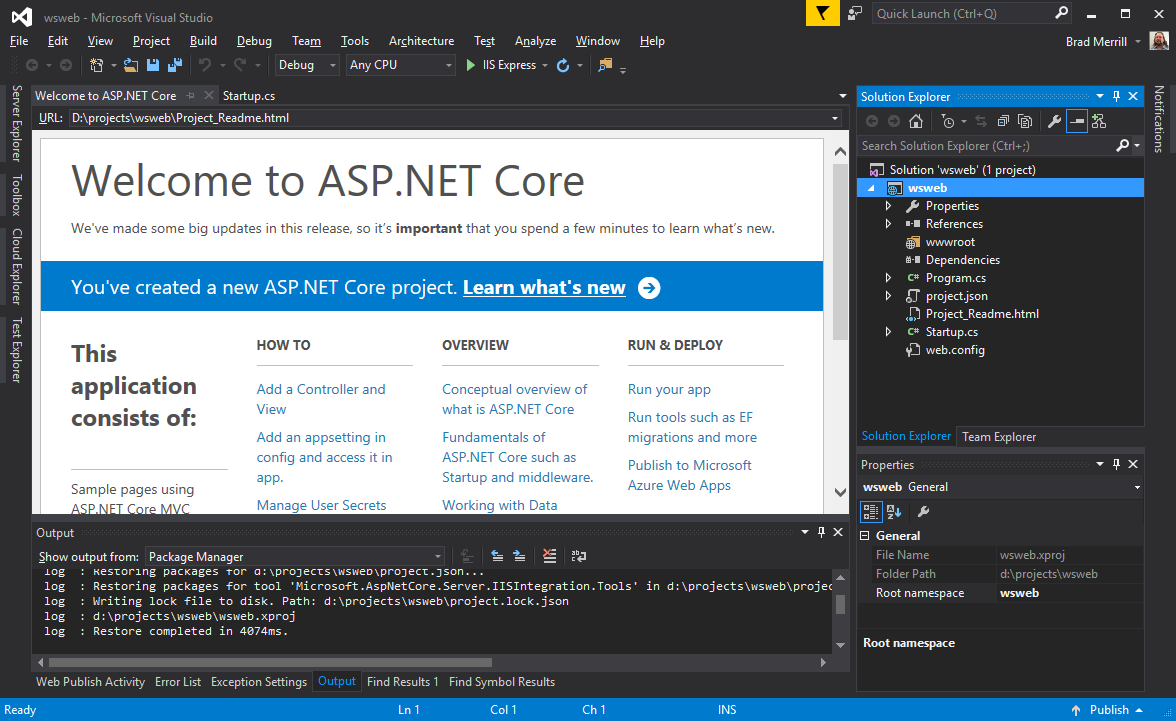 wsweb - Microsoft Visual Studio
Quick Launch (Ctrl+Q)
File Edit View Project Build Debug Team Tools Architecture Test Analyze Window Help
Brad Merrill
Debug Any CPU IIS Express
Server Explorer
Toolbox
Cloud Explorer
Test Explorer
Welcome to ASP.NET Core Startup.cs
URL: D:\projects\wsweb\Project_Readme.html
Welcome to ASP.NET Core
We've made some big updates in this release, so it's important that you spend a few minutes to learn what's new.
You've created a new ASP.NET Core project. Learn what's new
This
application
consists of:
Sample pages using
ASP.NET Core MVC
HOW TO
Add a Controller and
View
Add an appsetting in
config and access it in
app.
Manage User Secrets
OVERVIEW
Conceptual overview of
what is ASP.NET Core
Fundamentals of
ASP.NET Core such as
Startup and middleware.
Working with Data
RUN & DEPLOY
Run your app
Run tools such as EF
migrations and more
Publish to Microsoft
Azure Web Apps
Output
Show output from: Package Manager
log : Restoring packages for d:\projects\wsweb\project.json...
log : Restoring packages for tool 'Microsoft.AspNetCore.Server.IISIntegration.Tools' in d:\projects\wsweb\projec
log : Writing lock file to disk. Path: d:\projects\wsweb\project.lock.json
log : d:\projects\wsweb\wsweb.xproj
log : Restore completed in 4074ms.
Web Publish Activity Error List Exception Settings Output Find Results 1 Find Symbol Results
Solution Explorer
Search Solution Explorer (Ctrl+;)
Solution 'wsweb' (1 project)
wsweb
Properties
References
wwwroot
Dependencies
C# Program.cs
project.json
Project_Readme.html
C# Startup.cs
web.config
Solution Explorer Team Explorer
Properties
wsweb General
General
File Name wsweb.xproj
Folder Path d:\projects\wsweb
Root namespace wsweb
Root namespace
Notifications
Ready Ln 1 Col 1 Ch 1 INS Publish